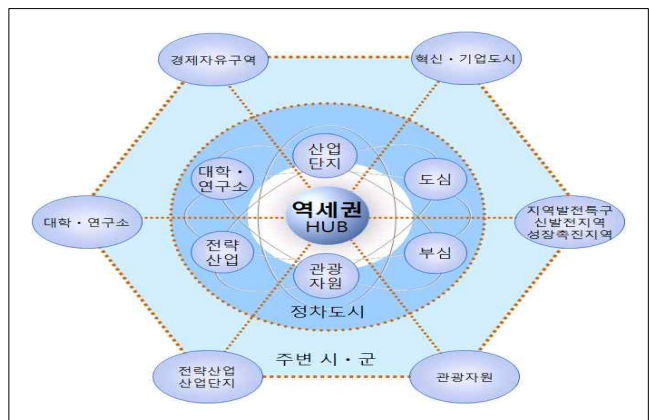 경제자유구역
혁신・기업도시
산업
단지
대학・
연구소
도심
대학・연구소
역세권
HUB
지역발전특구
신발전지역
성장촉진지역
전략
산업
관광
자원
부심
정차도시
주변 시・군
전략산업
산업단지
관광자원